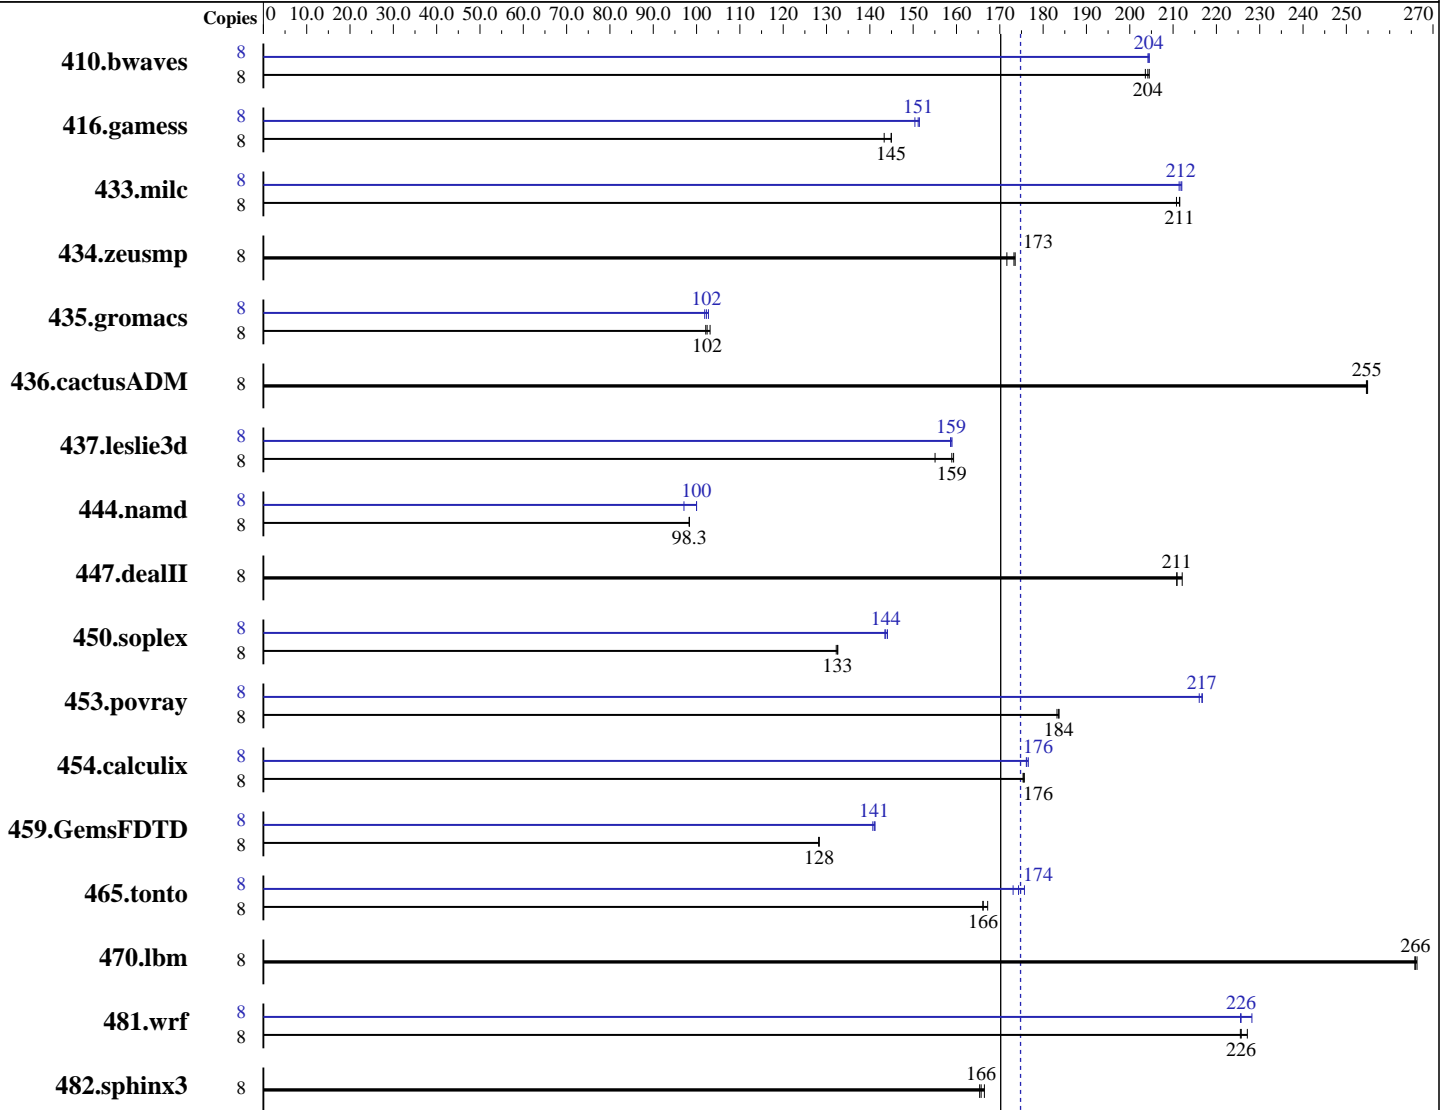 Copies 0 10.0 20.0 30.0 40.0 50.0 60.0 70.0 80.0 90.0 100 110 120 130 140 150 160 170 180 190 200 210 220 230 240 250 270
410.bwaves 8 204
8 204
416.gamess 8 151
8 145
433.milc 8 212
8 211
434.zeusmp 8 173
435.gromacs 8 102
8 102
436.cactusADM 8 255
437.leslie3d 8 159
8 159
444.namd 8 100
8 98.3
447.dealII 8 211
450.soplex 8 144
8 133
453.povray 8 217
8 184
454.calculix 8 176
8 176
459.GemsFDTD 8 141
8 128
465.tonto 8 174
8 166
470.lbm 8 266
481.wrf 8 226
8 226
482.sphinx3 8 166